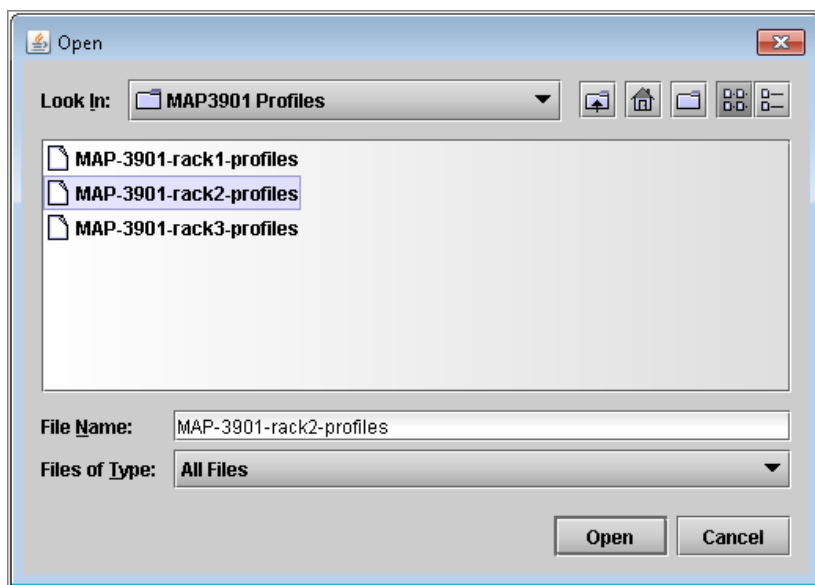 Open
Look In: MAP3901 Profiles
MAP-3901-rack1-profiles
MAP-3901-rack2-profiles
MAP-3901-rack3-profiles
File Name: MAP-3901-rack2-profiles
Files of Type: All Files
Open Cancel